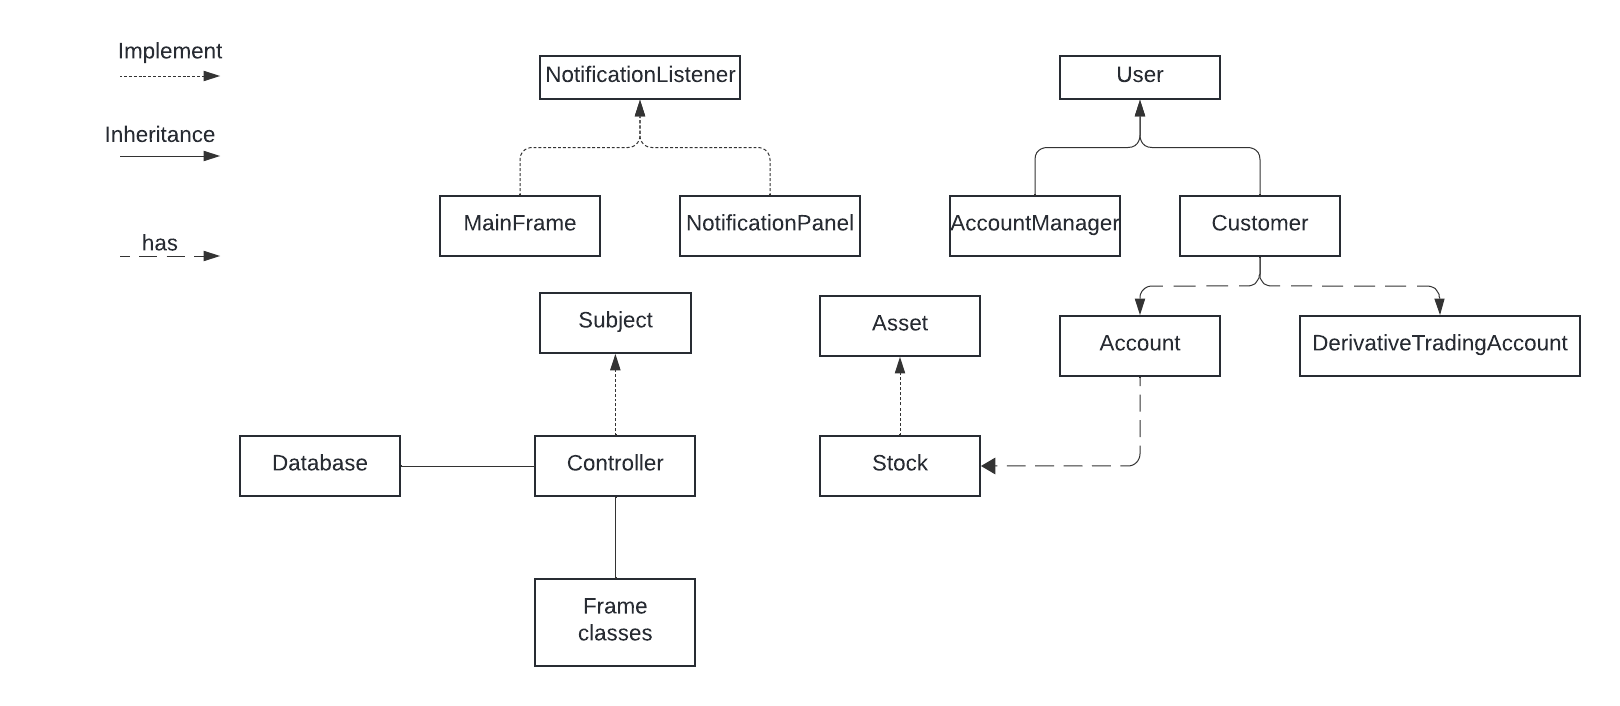 Implement
NotificationListener
User
Inheritance
MainFrame
NotificationPanel
AccountManager
Customer
has
Subject
Asset
Account
DerivativeTradingAccount
Database
Controller
Stock
Frame
classes